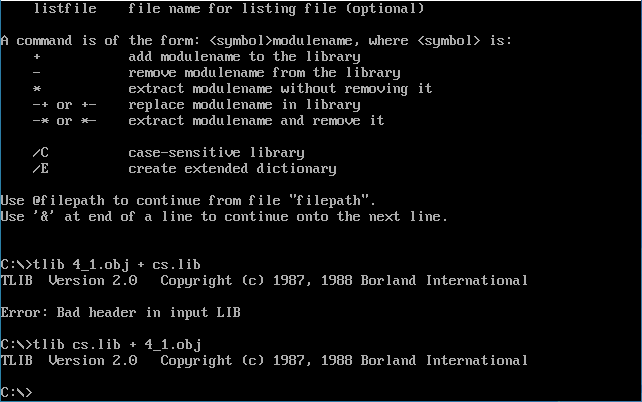 listfile    file name for listing file (optional)
A command is of the form: <symbol>modulename, where <symbol> is:
+           add modulename to the library
-           remove modulename from the library
*           extract modulename without removing it
-+ or +-    replace modulename in library
-* or *-    extract modulename and remove it
/C          case-sensitive library
/E          create extended dictionary
Use @filepath to continue from file "filepath".
Use '&' at end of a line to continue onto the next line.
C:\>tlib 4_1.obj + cs.lib
TLIB  Version 2.0   Copyright (c) 1987, 1988 Borland International
Error: Bad header in input LIB
C:\>tlib cs.lib + 4_1.obj
TLIB  Version 2.0   Copyright (c) 1987, 1988 Borland International
C:\>